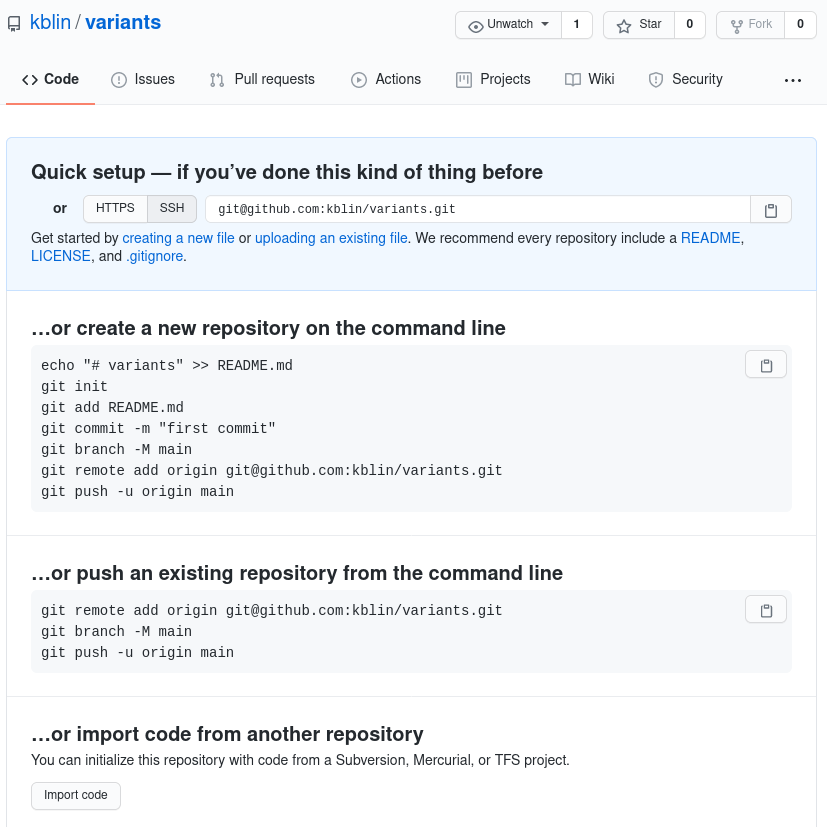 kblin / variants
Unwatch 1 Star 0 Fork 0
Code Issues Pull requests Actions Projects Wiki Security
Quick setup — if you’ve done this kind of thing before
or HTTPS SSH git@github.com:kblin/variants.git
Get started by creating a new file or uploading an existing file. We recommend every repository include a README,
LICENSE, and .gitignore.
…or create a new repository on the command line
echo "# variants" >> README.md
git init
git add README.md
git commit -m "first commit"
git branch -M main
git remote add origin git@github.com:kblin/variants.git
git push -u origin main
…or push an existing repository from the command line
git remote add origin git@github.com:kblin/variants.git
git branch -M main
git push -u origin main
…or import code from another repository
You can initialize this repository with code from a Subversion, Mercurial, or TFS project.
Import code